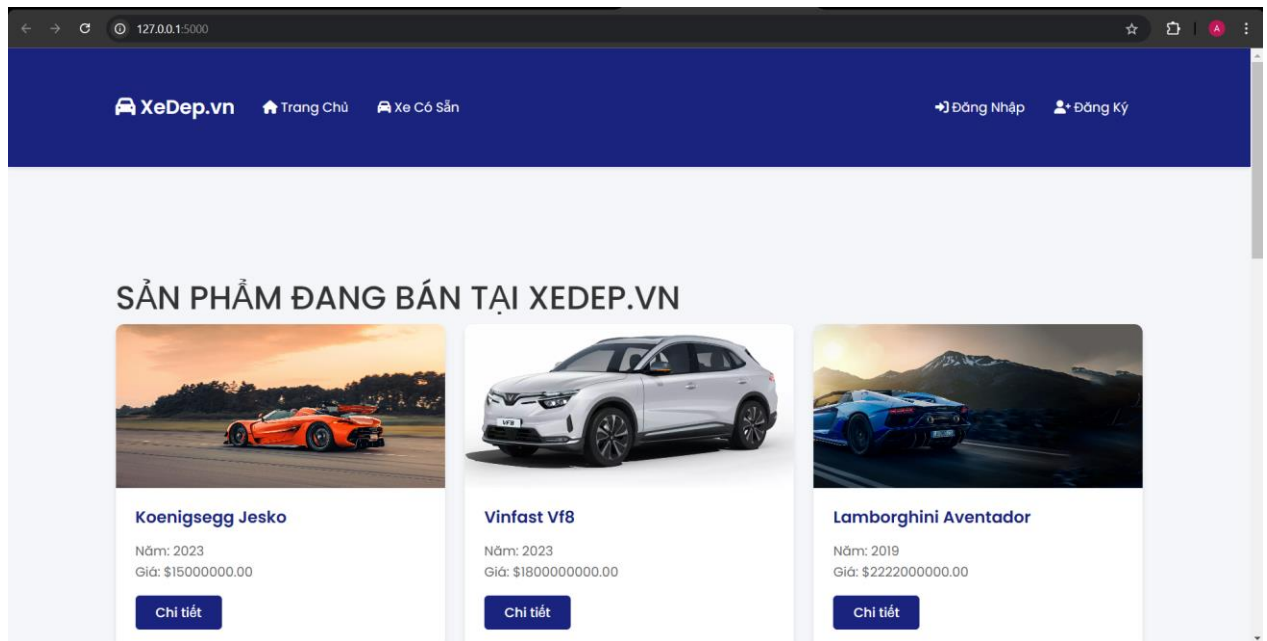 127.0.0.1:5000
A
XeDep.vn Trang Chủ Xe Có Sẵn Đăng Nhập Đăng Ký
SẢN PHẨM ĐANG BÁN TẠI XEDEP.VN
VF8
Koenigsegg Jesko Vinfast Vf8 Lamborghini Aventador
Năm: 2023 Năm: 2023 Năm: 2019
Giá: $15000000.00 Giá: $1800000000.00 Giá: $2222000000.00
Chi tiết Chi tiết Chi tiết